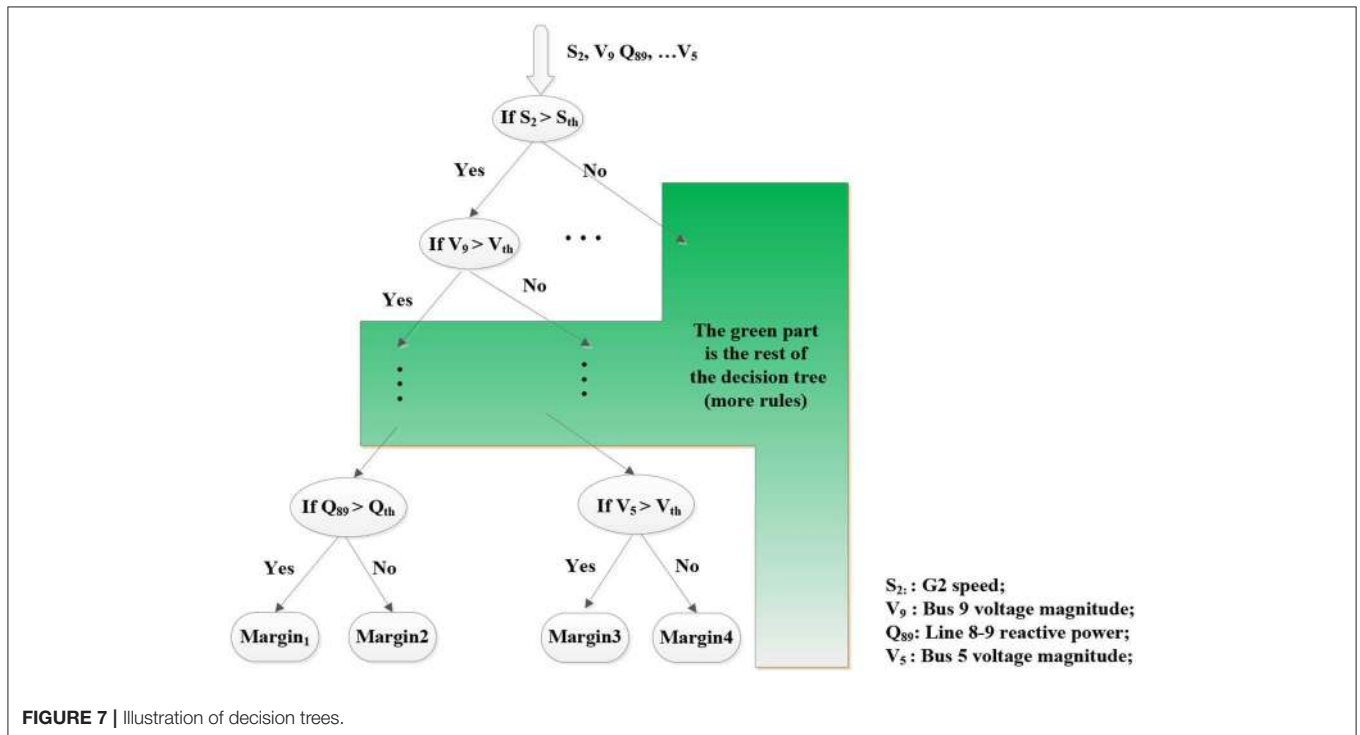 S₂, V₉ Q₈₉, …V₅
If S₂ > Sₜₕ
Yes
No
If V₉ > Vₜₕ
. . .
Yes
No
The green part
is the rest of
the decision tree
(more rules)
If Q₈₉ > Qₜₕ
If V₅ > Vₜₕ
Yes
No
Yes
No
Margin₁
Margin2
Margin3
Margin4
S₂: : G2 speed;
V₉ : Bus 9 voltage magnitude;
Q₈₉: Line 8-9 reactive power;
V₅ : Bus 5 voltage magnitude;
FIGURE 7 | Illustration of decision trees.